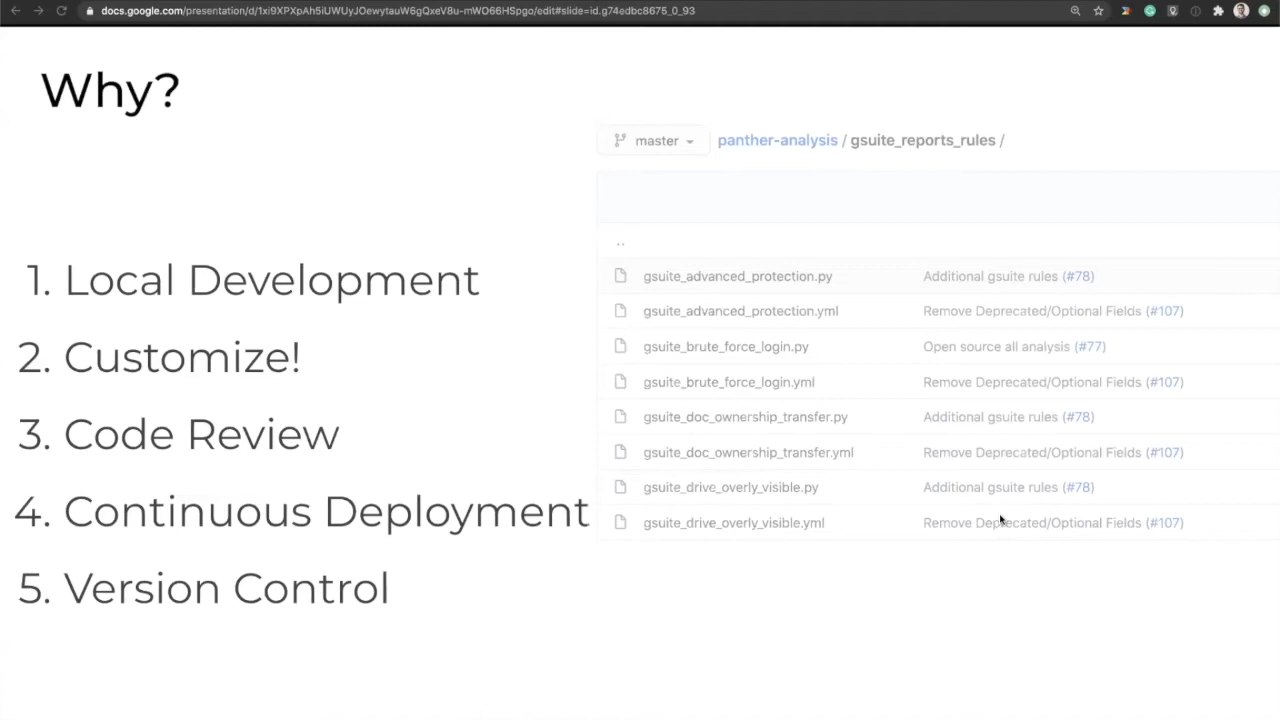 docs.google.com/presentation/d/1xi9XPXpAh5iUWUyJOewytauW6gQxeV8u-mWO66HSpgo/edit#slide=id.g74edbc8675_0_93
Why?
1. Local Development
2. Customize!
3. Code Review
4. Continuous Deployment
5. Version Control
master
panther-analysis / gsuite_reports_rules /
..
gsuite_advanced_protection.py Additional gsuite rules (#78)
gsuite_advanced_protection.yml Remove Deprecated/Optional Fields (#107)
gsuite_brute_force_login.py Open source all analysis (#77)
gsuite_brute_force_login.yml Remove Deprecated/Optional Fields (#107)
gsuite_doc_ownership_transfer.py Additional gsuite rules (#78)
gsuite_doc_ownership_transfer.yml Remove Deprecated/Optional Fields (#107)
gsuite_drive_overly_visible.py Additional gsuite rules (#78)
gsuite_drive_overly_visible.yml Remove Deprecated/Optional Fields (#107)